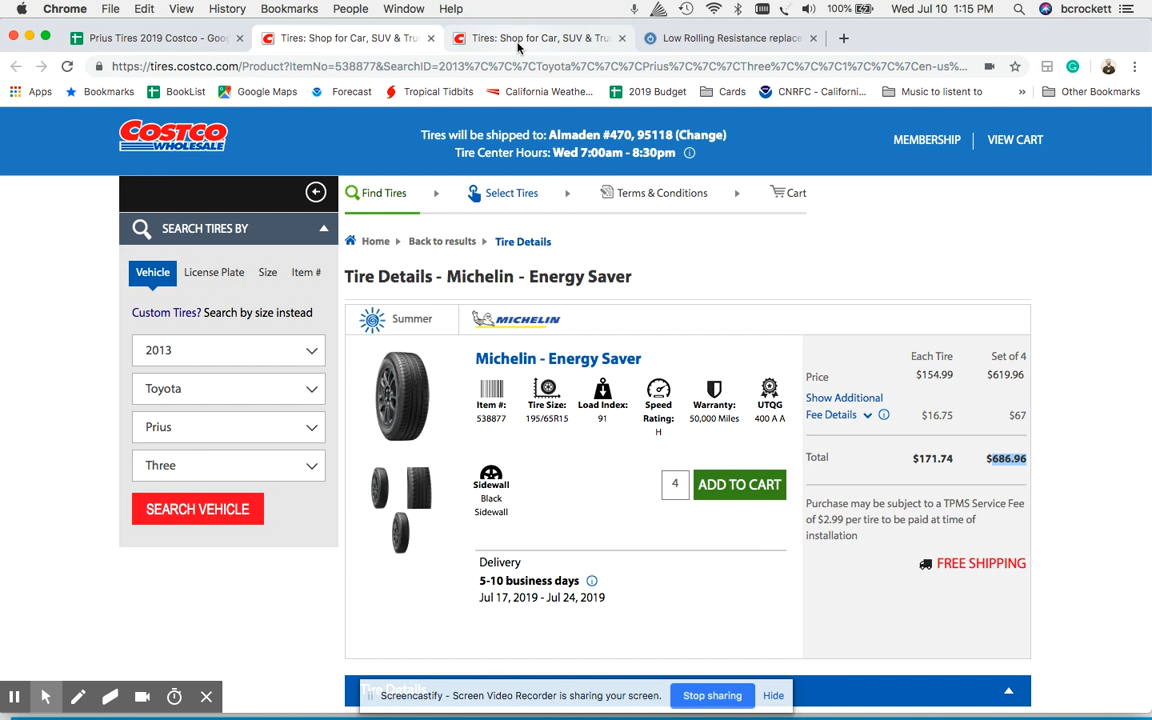 Chrome File Edit View History Bookmarks People Window Help 100% Wed Jul 10 1:15 PM bcrockett
Prius Tires 2019 Costco - Goo Tires: Shop for Car, SUV & Tru Tires: Shop for Car, SUV & Tru Low Rolling Resistance replace
https://tires.costco.com/Product?ItemNo=538877&SearchID=2013%7C%7C%7CToyota%7C%7C%7CPrius%7C%7C%7CThree%7C%7C%7C1%7C%7C%7Cen-us%...
Apps Bookmarks BookList Google Maps Forecast Tropical Tidbits California Weathe... 2019 Budget Cards CNRFC - Californi... Music to listen to » Other Bookmarks
COSTCO
WHOLESALE
Tires will be shipped to: Almaden #470, 95118 (Change)
Tire Center Hours: Wed 7:00am - 8:30pm
MEMBERSHIP VIEW CART
Find Tires Select Tires Terms & Conditions Cart
SEARCH TIRES BY
Vehicle License Plate Size Item #
Custom Tires? Search by size instead
2013
Toyota
Prius
Three
SEARCH VEHICLE
Home Back to results Tire Details
Tire Details - Michelin - Energy Saver
Summer MICHELIN
Michelin - Energy Saver
Item #: Tire Size: Load Index: Speed Rating: Warranty: UTQG
538877 195/65R15 91 H 50,000 Miles 400 A A
Sidewall
Black
Sidewall
4 ADD TO CART
Delivery
5-10 business days
Jul 17, 2019 - Jul 24, 2019
Each Tire Set of 4
Price $154.99 $619.96
Show Additional
Fee Details $16.75 $67
Total $171.74 $686.96
Purchase may be subject to a TPMS Service Fee
of $2.99 per tire to be paid at time of
installation
FREE SHIPPING
Tire Details
Screencastify - Screen Video Recorder is sharing your screen. Stop sharing Hide